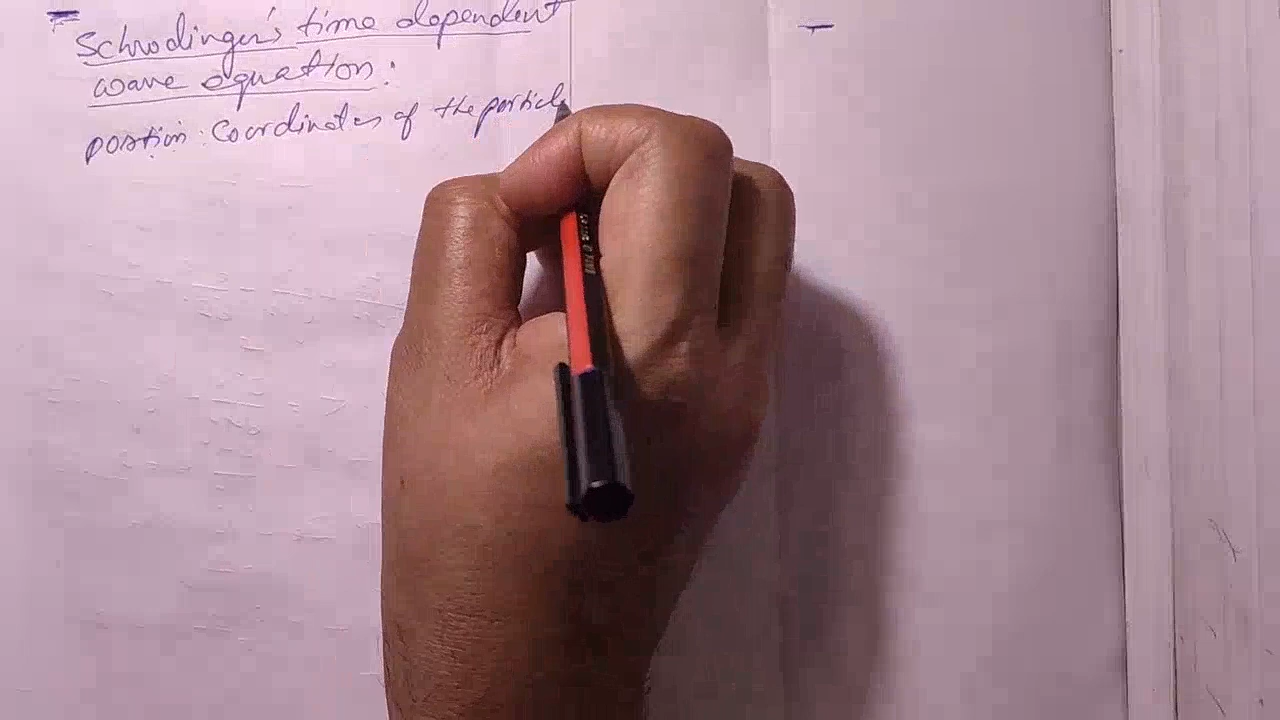 Schrodinger's time dependent
wave equation:
position: Coordinates of the particle